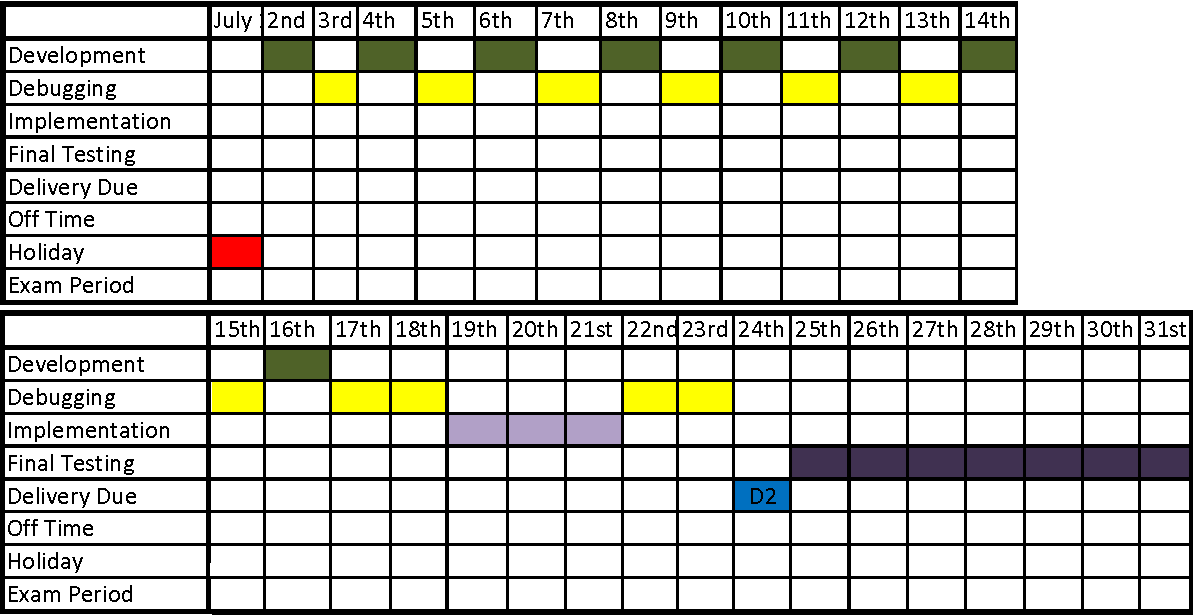 July 2nd 3rd 4th 5th 6th 7th 8th 9th 10th 11th 12th 13th 14th
Development
Debugging
Implementation
Final Testing
Delivery Due
Off Time
Holiday
Exam Period
15th 16th 17th 18th 19th 20th 21st 22nd 23rd 24th 25th 26th 27th 28th 29th 30th 31st
Development
Debugging
Implementation
Final Testing
Delivery Due D2
Off Time
Holiday
Exam Period